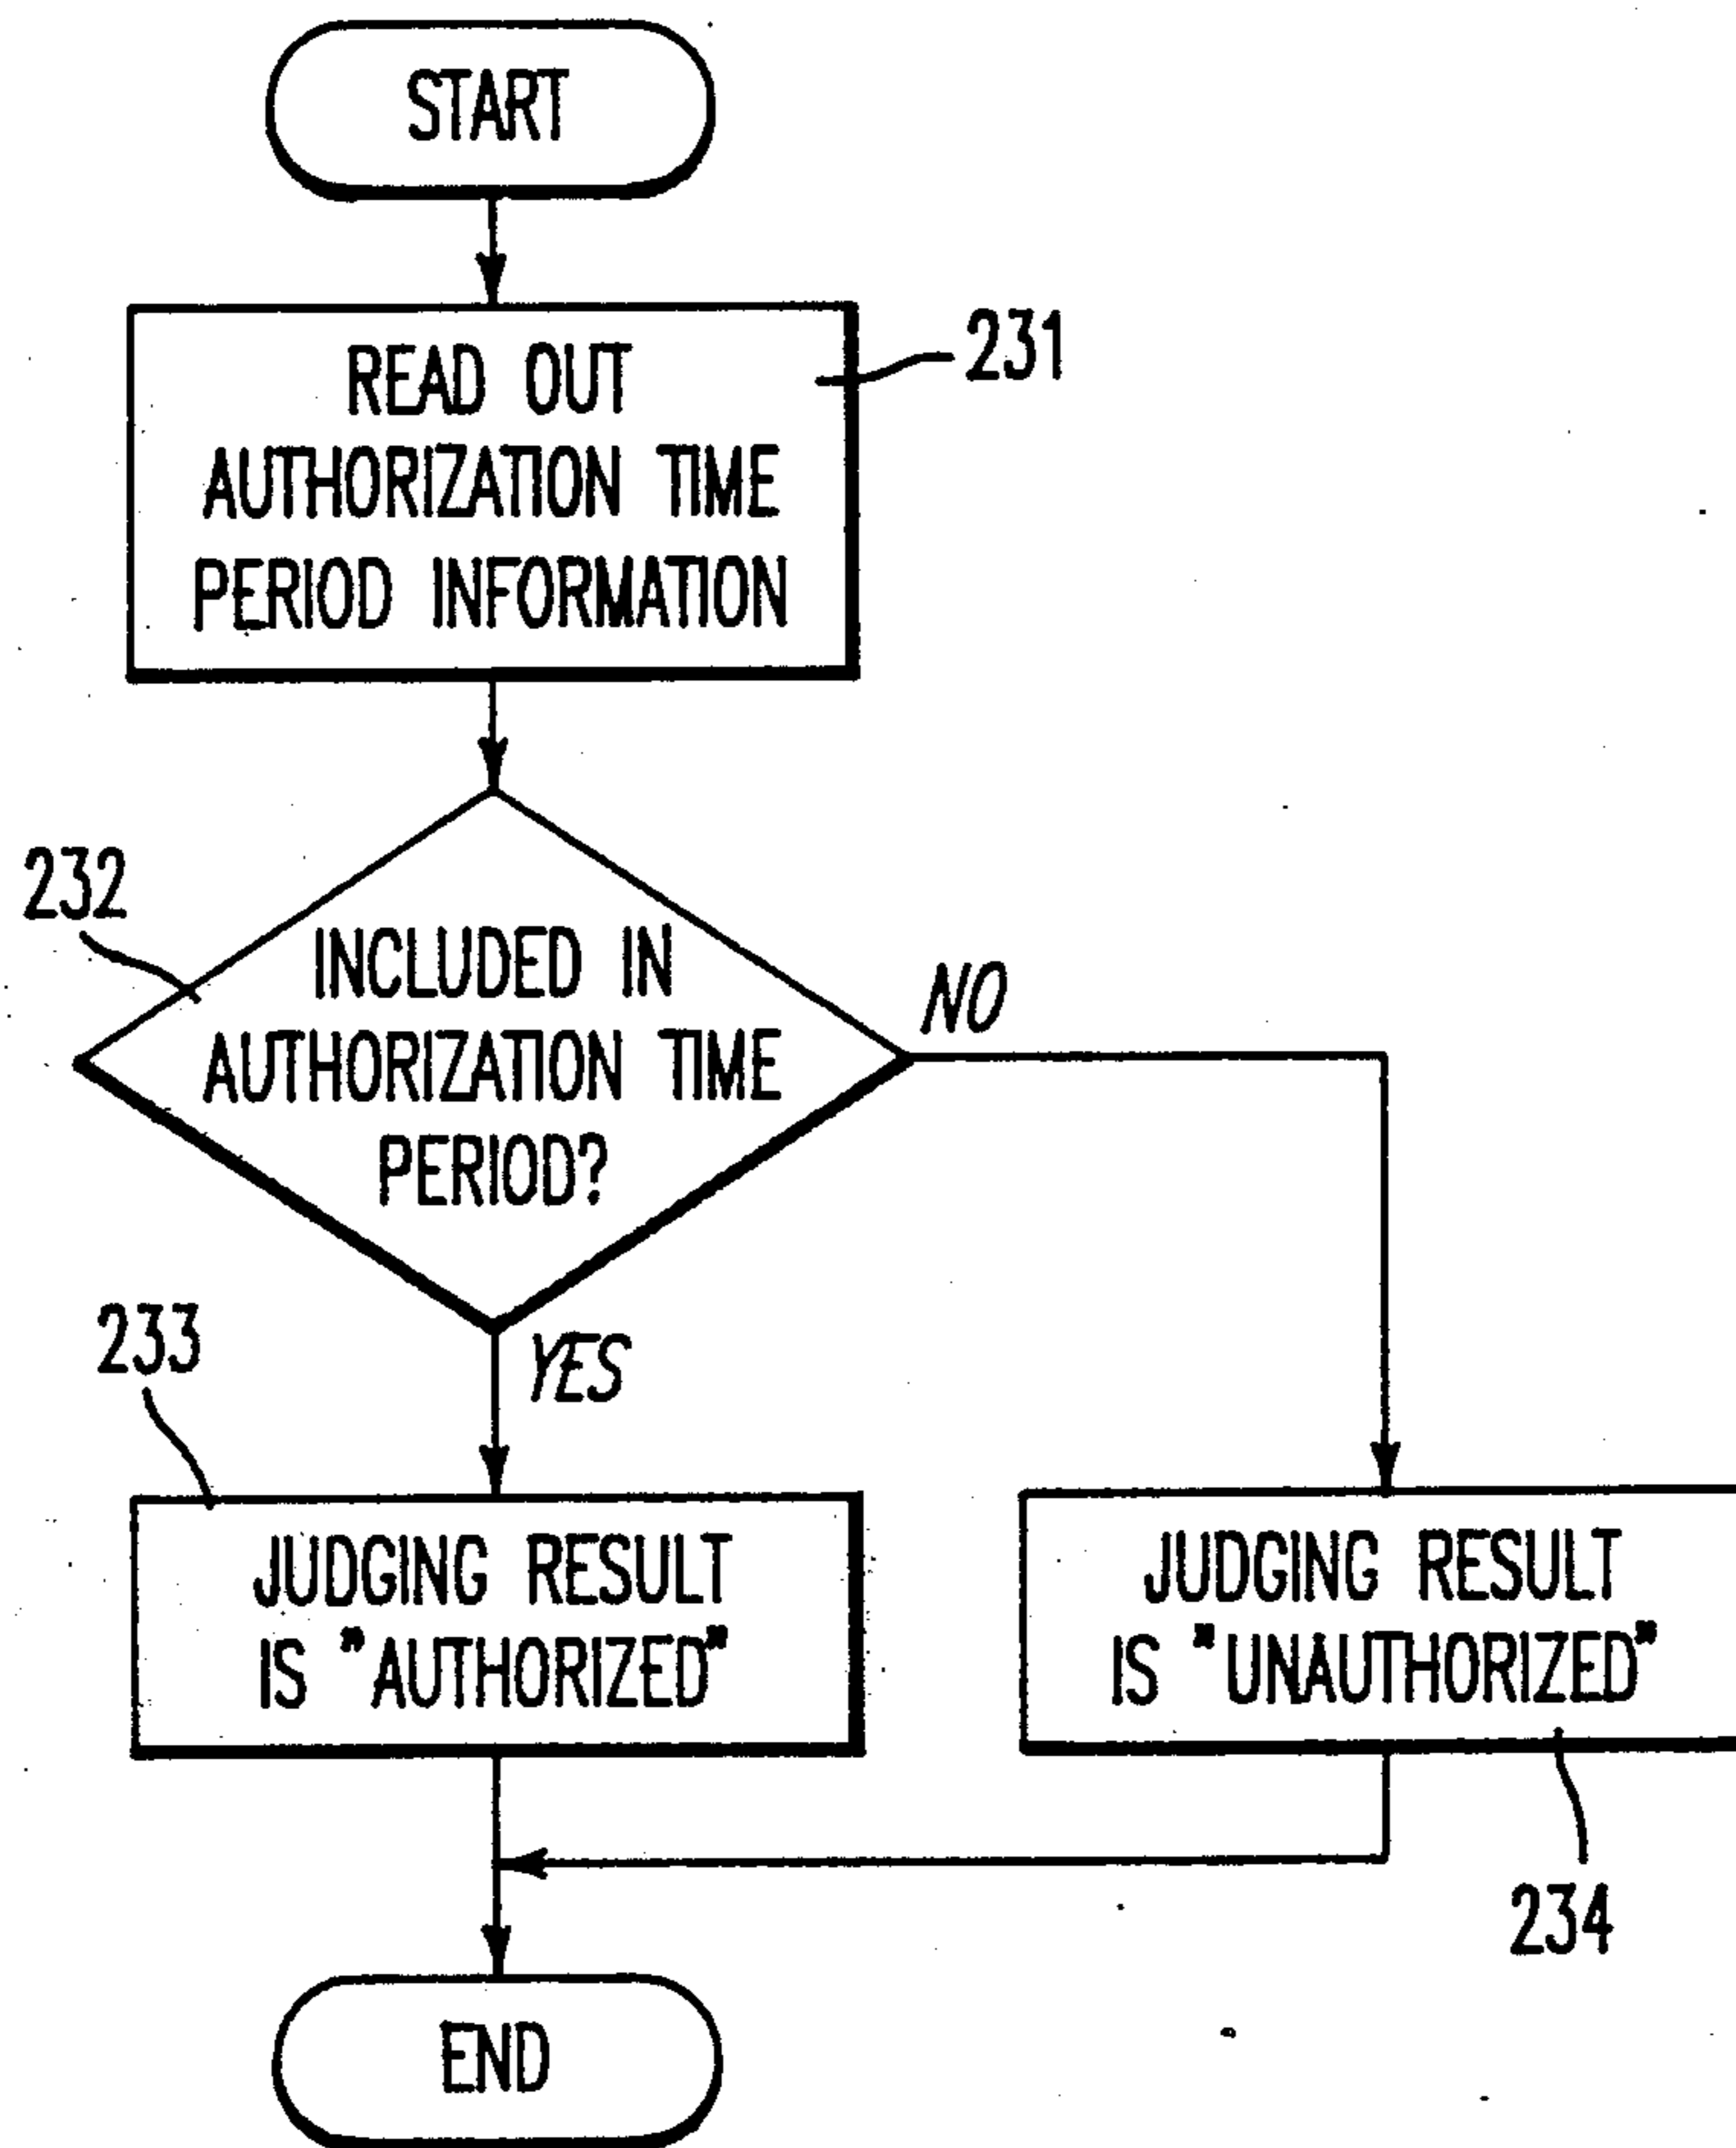 START
READ OUT
AUTHORIZATION TIME
PERIOD INFORMATION
231
232
INCLUDED IN
AUTHORIZATION TIME
PERIOD?
NO
YES
233
JUDGING RESULT
IS "AUTHORIZED"
JUDGING RESULT
IS "UNAUTHORIZED"
234
END